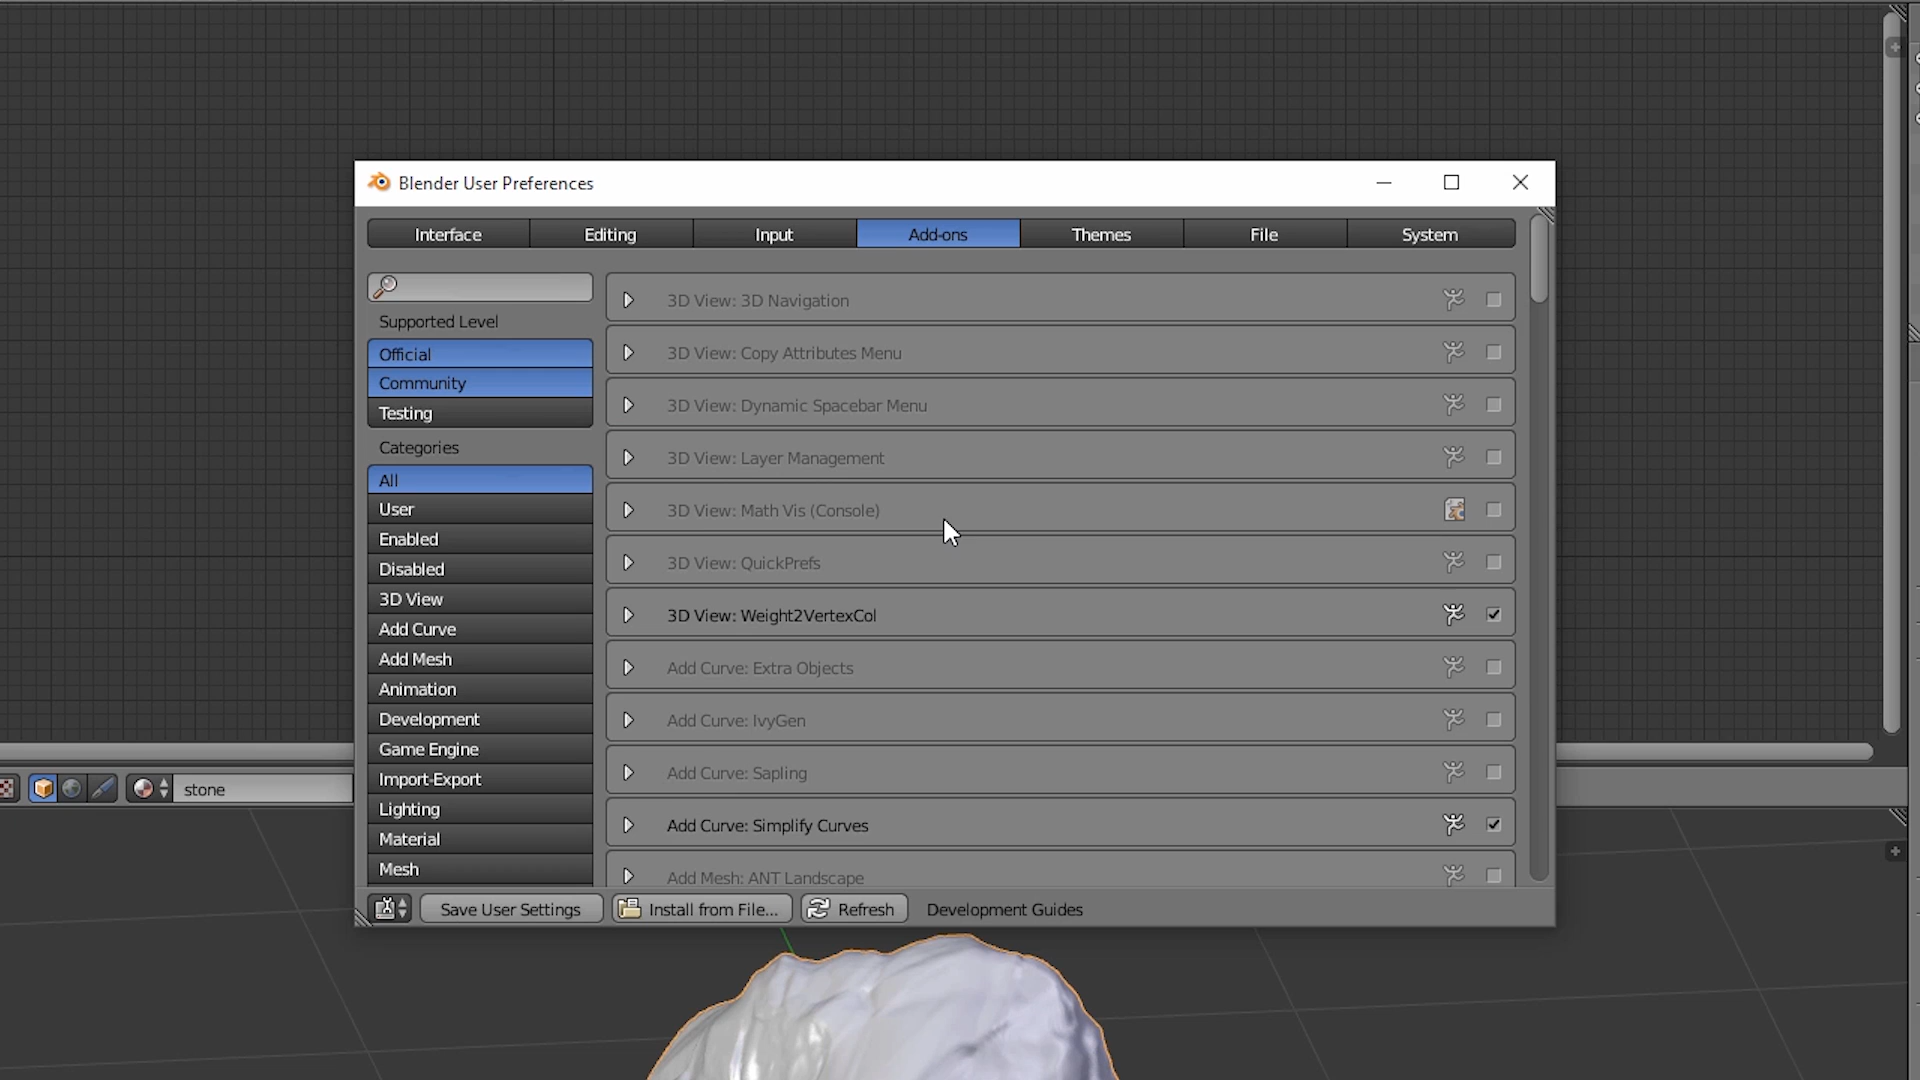 Blender User Preferences
Interface
Editing
Input
Add-ons
Themes
File
System
Supported Level
Official
Community
Testing
Categories
All
User
Enabled
Disabled
3D View
Add Curve
Add Mesh
Animation
Development
Game Engine
Import-Export
Lighting
Material
Mesh
3D View: 3D Navigation
3D View: Copy Attributes Menu
3D View: Dynamic Spacebar Menu
3D View: Layer Management
3D View: Math Vis (Console)
3D View: QuickPrefs
3D View: Weight2VertexCol
Add Curve: Extra Objects
Add Curve: IvyGen
Add Curve: Sapling
Add Curve: Simplify Curves
Add Mesh: ANT Landscape
Save User Settings
Install from File...
Refresh
Development Guides
stone